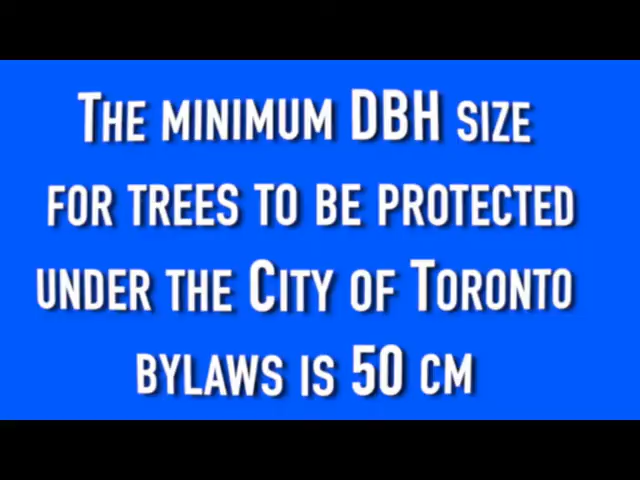 The minimum DBH size
for trees to be protected
under the City of Toronto
bylaws is 50 cm